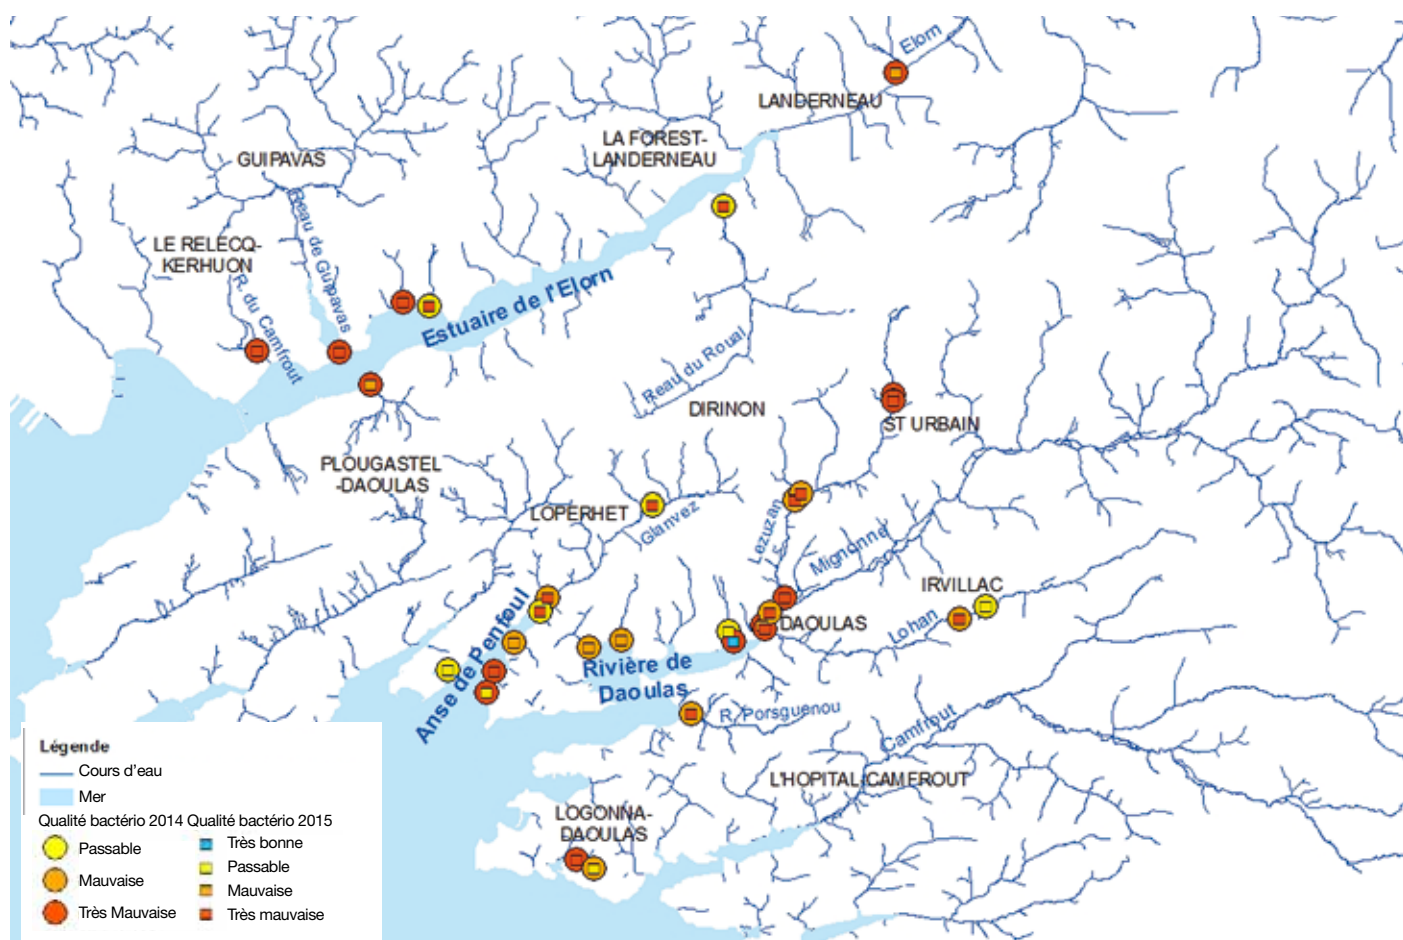 Elorn
LANDERNEAU
LA FOREST-
LANDERNEAU
GUIPAVAS
Reau de Guipavas
LE RELECQ-
KERHUON
R. du Camfrout
Estuaire de l'Elorn
Reau du Roual
DIRINON
ST URBAIN
PLOUGASTEL
-DAOULAS
LOPERHET
Glanvez
Lezuzan
Mignonne
IRVILLAC
Lohan
DAOULAS
Anse de Penfoul
Rivière de
Daoulas
R. Porsguenou
Camfrout
L'HOPITAL-CAMFROUT
LOGONNA-
DAOULAS
Légende
Cours d'eau
Mer
Qualité bactério 2014 Qualité bactério 2015
Passable
Mauvaise
Très Mauvaise
Très bonne
Passable
Mauvaise
Très mauvaise